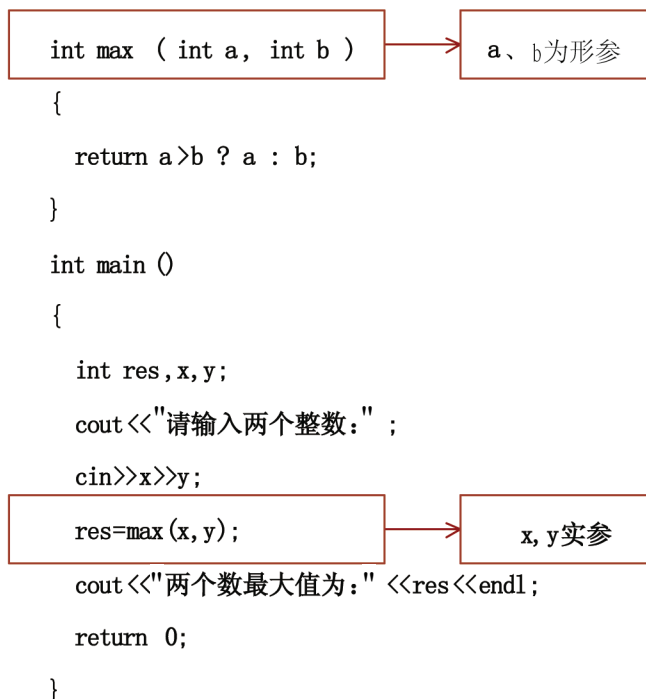 int max ( int a, int b )
a、b为形参
{
return a>b ? a : b;
}
int main ()
{
int res,x,y;
cout<<"请输入两个整数:" ;
cin>>x>>y;
res=max(x,y);
x,y实参
cout<<"两个数最大值为:" <<res<<endl;
return 0;
}